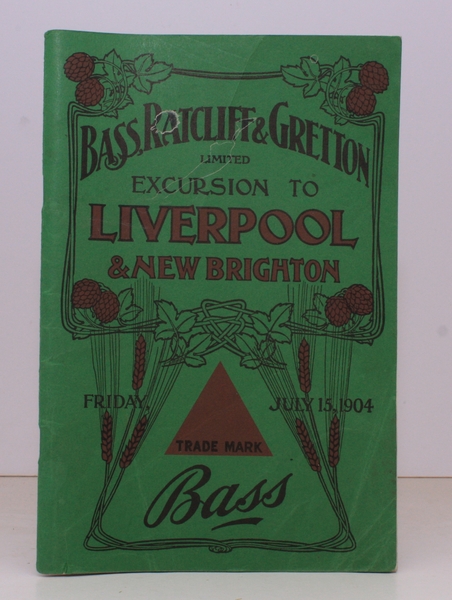 BASS, RATCLIFF & GRETTON
LIMITED
EXCURSION TO
LIVERPOOL
& NEW BRIGHTON
FRIDAY, JULY 15, 1904
TRADE MARK
Bass